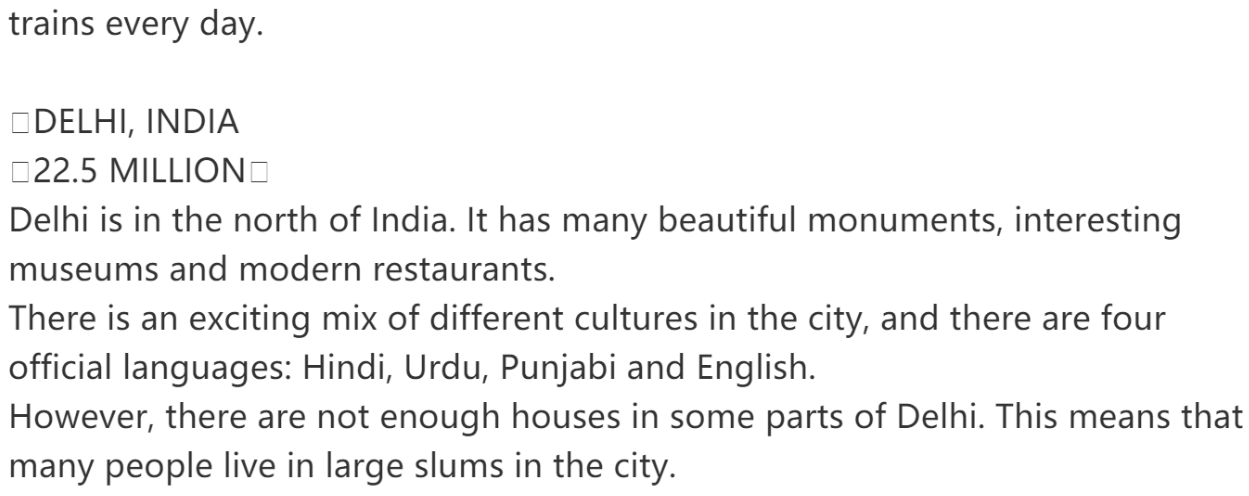 trains every day.
□DELHI, INDIA
□22.5 MILLION□
Delhi is in the north of India. It has many beautiful monuments, interesting
museums and modern restaurants.
There is an exciting mix of different cultures in the city, and there are four
official languages: Hindi, Urdu, Punjabi and English.
However, there are not enough houses in some parts of Delhi. This means that
many people live in large slums in the city.